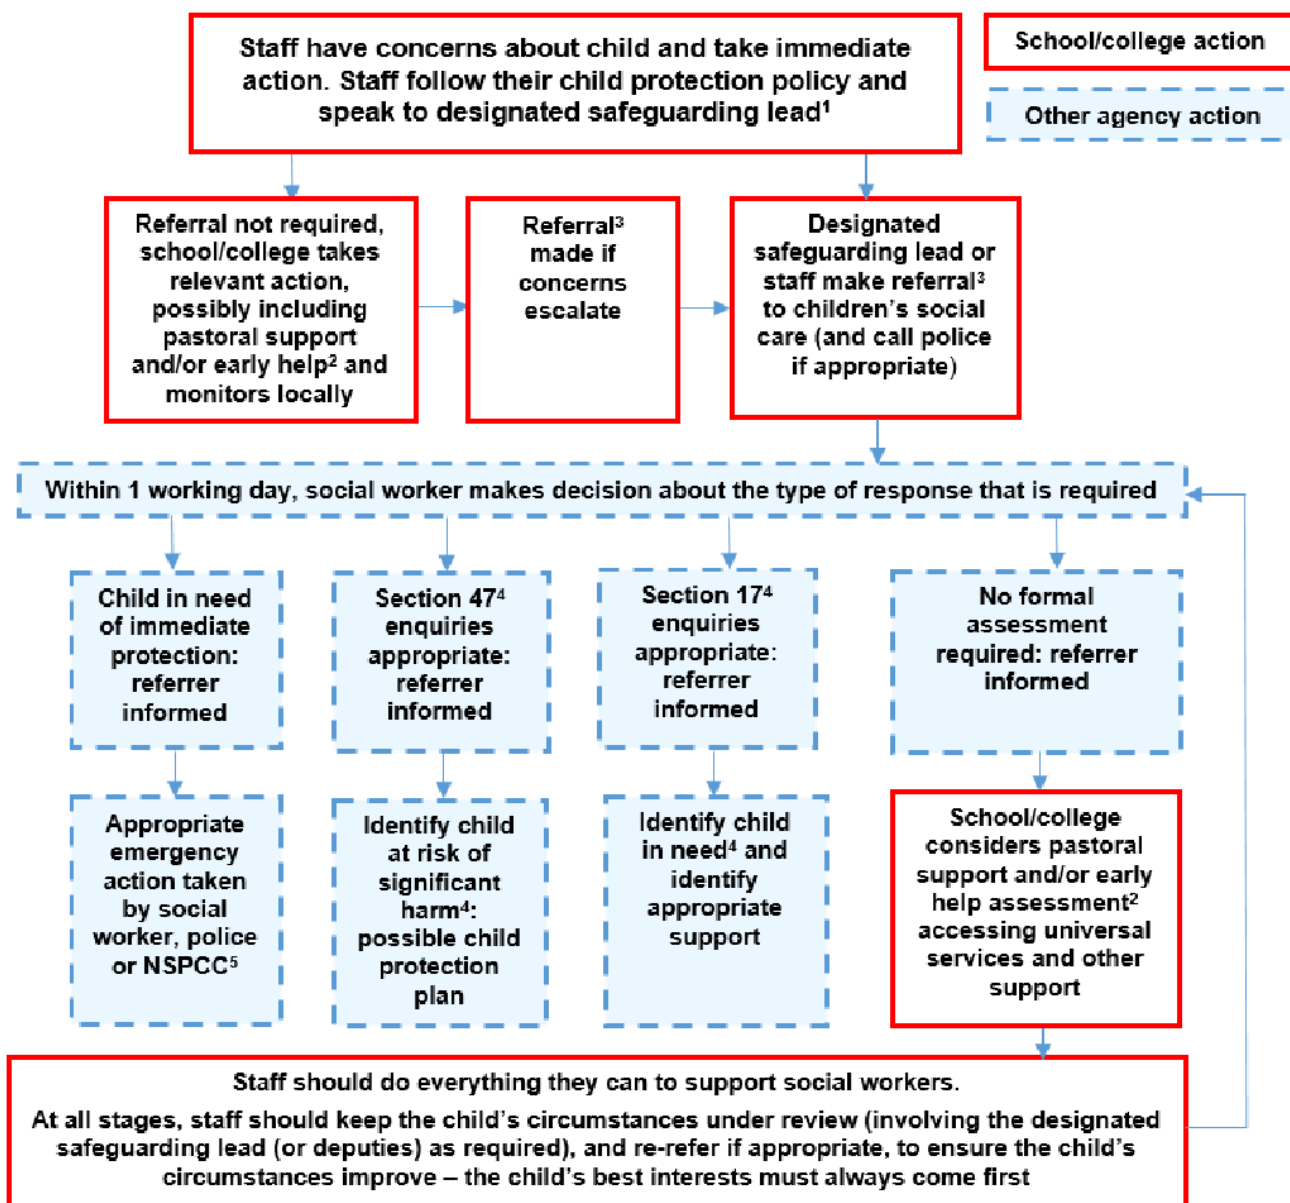 Staff have concerns about child and take immediate
action. Staff follow their child protection policy and
speak to designated safeguarding lead¹
School/college action
Other agency action
Referral not required,
school/college takes
relevant action,
possibly including
pastoral support
and/or early help² and
monitors locally
Referral³
made if
concerns
escalate
Designated
safeguarding lead or
staff make referral³
to children's social
care (and call police
if appropriate)
Within 1 working day, social worker makes decision about the type of response that is required
Child in need
of immediate
protection:
referrer
informed
Section 47⁴
enquiries
appropriate:
referrer
informed
Section 17⁴
enquiries
appropriate:
referrer
informed
No formal
assessment
required: referrer
informed
Appropriate
emergency
action taken
by social
worker, police
or NSPCC⁵
Identify child
at risk of
significant
harm⁴:
possible child
protection
plan
Identify child
in need⁴ and
identify
appropriate
support
School/college
considers pastoral
support and/or early
help assessment²
accessing universal
services and other
support
Staff should do everything they can to support social workers.
At all stages, staff should keep the child's circumstances under review (involving the designated
safeguarding lead (or deputies) as required), and re-refer if appropriate, to ensure the child's
circumstances improve – the child's best interests must always come first